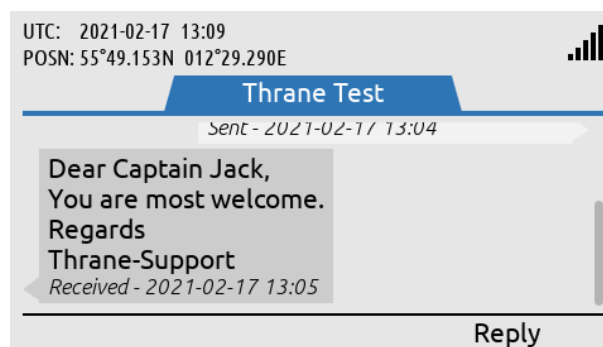 UTC: 2021-02-17 13:09
POSN: 55°49.153N 012°29.290E
Thrane Test
Sent - 2021-02-17 13:04
Dear Captain Jack,
You are most welcome.
Regards
Thrane-Support
Received - 2021-02-17 13:05
Reply